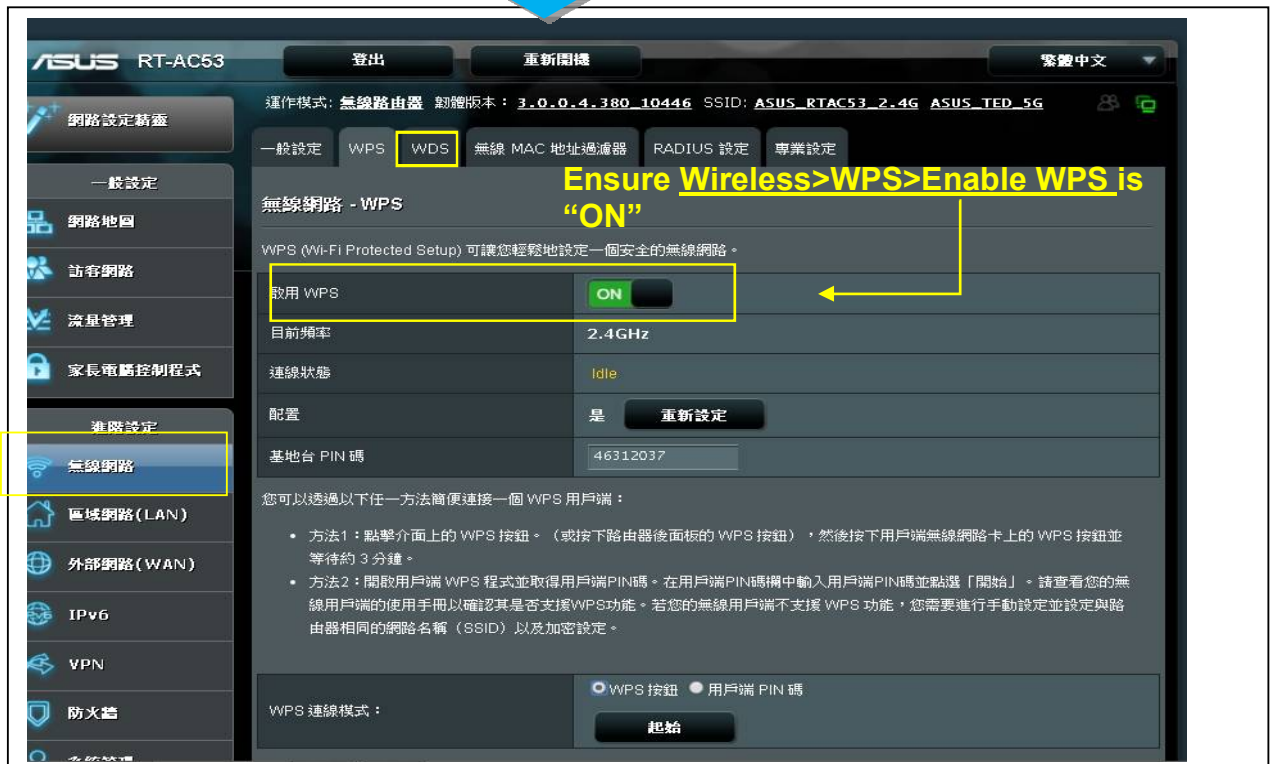 ASUS RT-AC53 登出 重新開機 繁體中文
運作模式: 無線路由器 韌體版本： 3.0.0.4.380_10446 SSID: ASUS_RTAC53_2.4G ASUS_TED_5G
網路設定精靈
一般設定 WPS WDS 無線 MAC 地址過濾器 RADIUS 設定 專業設定
Ensure Wireless>WPS>Enable WPS is
“ON”
一般設定
無線網路 - WPS
網路地圖
WPS (Wi-Fi Protected Setup) 可讓您輕鬆地設定一個安全的無線網路。
訪客網路
啟用 WPS ON
流量管理
目前頻率 2.4GHz
家長電腦控制程式
連線狀態 Idle
配置 是 重新設定
進階設定
基地台 PIN 碼 46312037
無線網路
您可以透過以下任一方法簡便連接一個 WPS 用戶端：
區域網路(LAN)
• 方法1：點擊介面上的 WPS 按鈕。（或按下路由器後面板的 WPS 按鈕），然後按下用戶端無線網路卡上的 WPS 按鈕並
等待約 3 分鐘。
外部網路(WAN)
• 方法2：開啟用戶端 WPS 程式並取得用戶端PIN碼。在用戶端PIN碼欄中輸入用戶端PIN碼並點選「開始」。請查看您的無
線用戶端的使用手冊以確認其是否支援WPS功能。若您的無線用戶端不支援 WPS 功能，您需要進行手動設定並設定與路
由器相同的網路名稱（SSID）以及加密設定。
IPv6
VPN
WPS 按鈕 用戶端 PIN 碼
防火牆
WPS 連線模式：
起始
系統管理